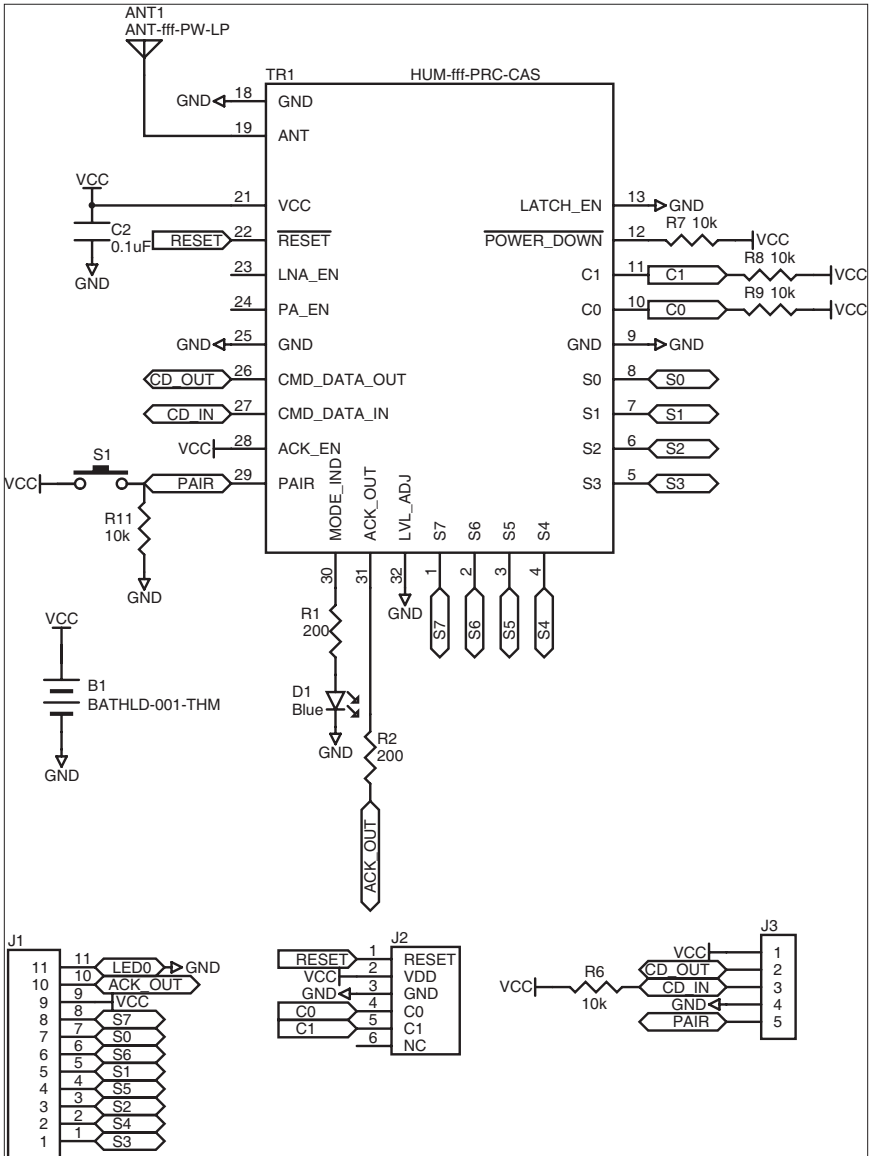 ANT1
ANT-fff-PW-LP
TR1
HUM-fff-PRC-CAS
GND 18 GND
19 ANT
VCC
21 VCC
C2
0.1uF
GND
RESET 22 RESET
23 LNA_EN
24 PA_EN
GND 25 GND
CD_OUT 26 CMD_DATA_OUT
CD_IN 27 CMD_DATA_IN
VCC 28 ACK_EN
S1
VCC PAIR 29 PAIR
R11
10k
GND
LATCH_EN 13 GND
R7 10k
POWER_DOWN 12 VCC
R8 10k
C1 11 C1 VCC
R9 10k
C0 10 C0 VCC
GND 9 GND
S0 8 S0
S1 7 S1
S2 6 S2
S3 5 S3
MODE_IND 30
ACK_OUT 31
LVL_ADJ 32
GND
S7 1 S7
S6 2 S6
S5 3 S5
S4 4 S4
R1
200
D1
Blue
GND
R2
200
ACK_OUT
VCC
B1
BATHLD-001-THM
GND
J1
11 11 LED0 GND
10 10 ACK_OUT
9 9 VCC
8 8 S7
7 7 S0
6 6 S6
5 5 S1
4 4 S5
3 3 S2
2 2 S4
1 1 S3
J2
RESET 1 RESET
VCC 2 VDD
GND 3 GND
C0 4 C0
C1 5 C1
6 NC
J3
VCC 1
CD_OUT 2
VCC R6 CD_IN 3
10k
GND 4
PAIR 5